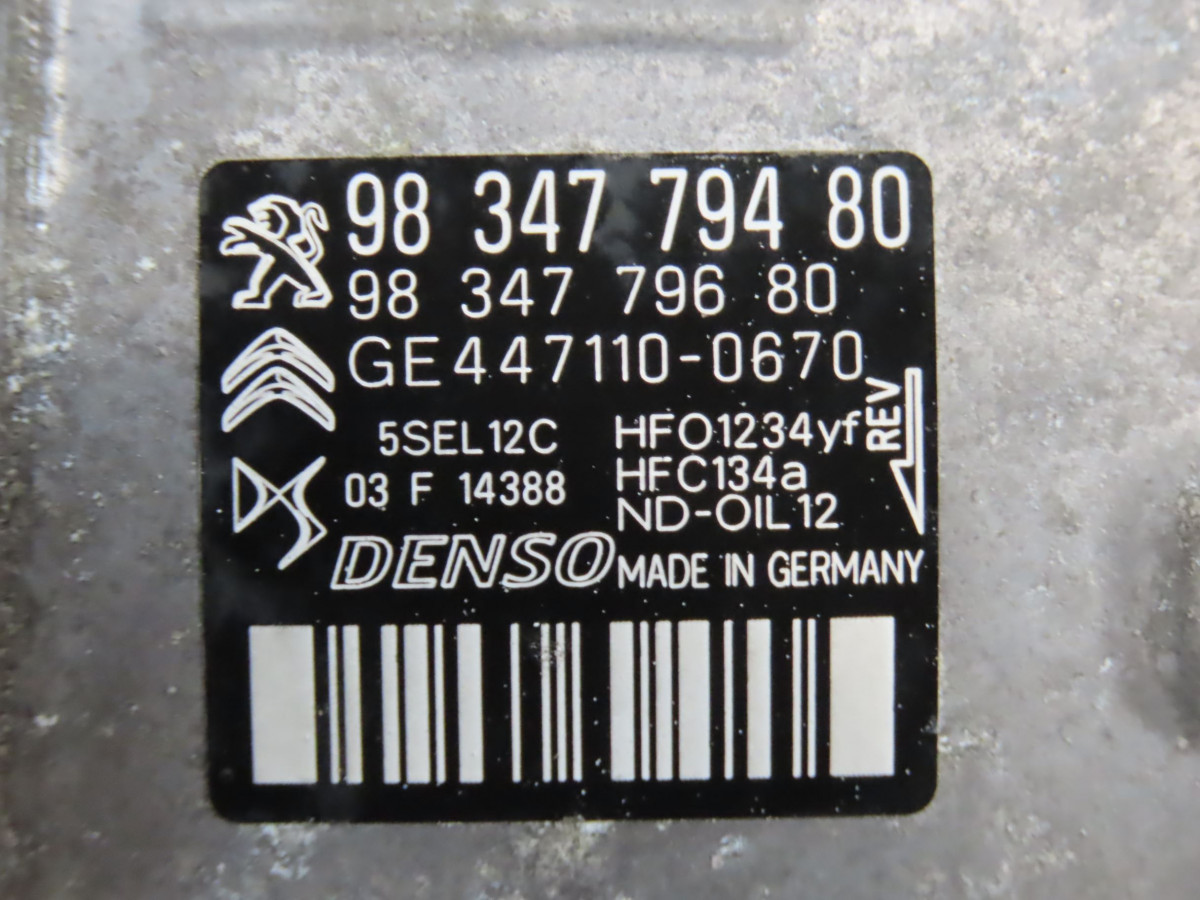 98 347 794 80
98 347 796 80
GE447110-0670
5SEL12C
03 F 14388
HFO1234yf
HFC134a
ND-OIL12
REV
DENSO
MADE IN GERMANY